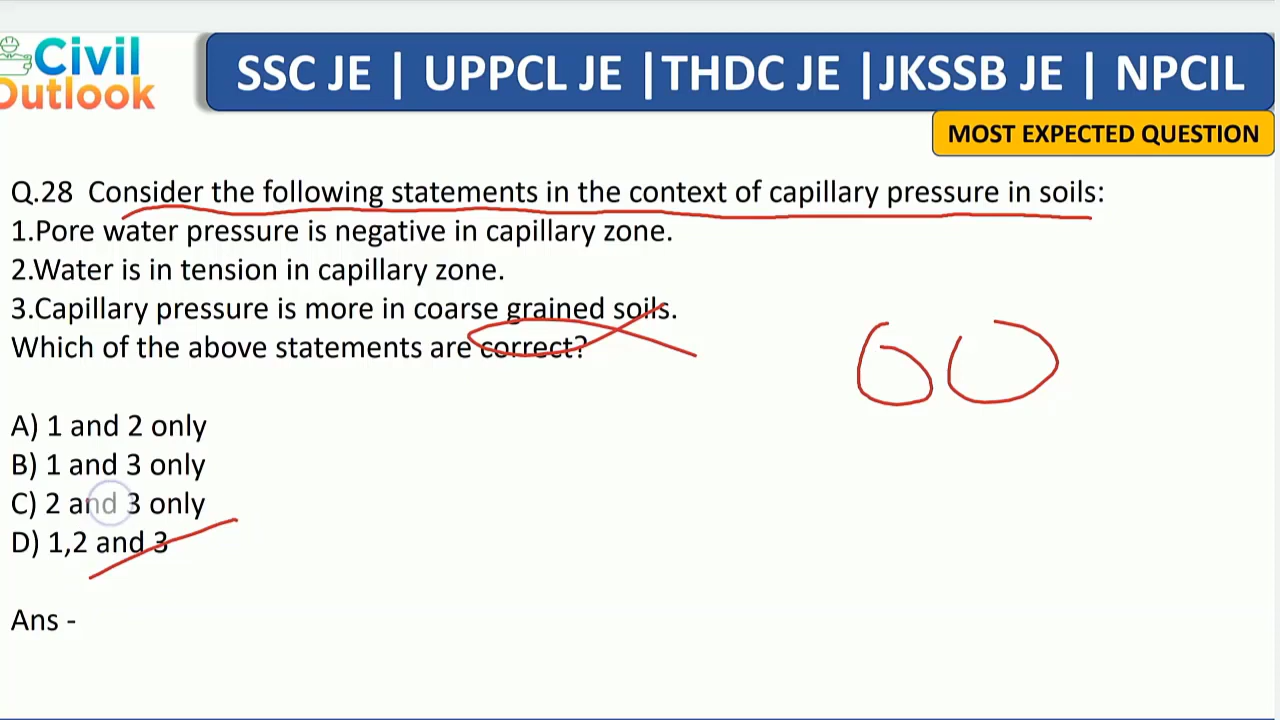 Civil
Outlook
SSC JE | UPPCL JE |THDC JE |JKSSB JE | NPCIL
MOST EXPECTED QUESTION
Q.28 Consider the following statements in the context of capillary pressure in soils:
1.Pore water pressure is negative in capillary zone.
2.Water is in tension in capillary zone.
3.Capillary pressure is more in coarse grained soils.
Which of the above statements are correct?
A) 1 and 2 only
B) 1 and 3 only
C) 2 and 3 only
D) 1,2 and 3
Ans -